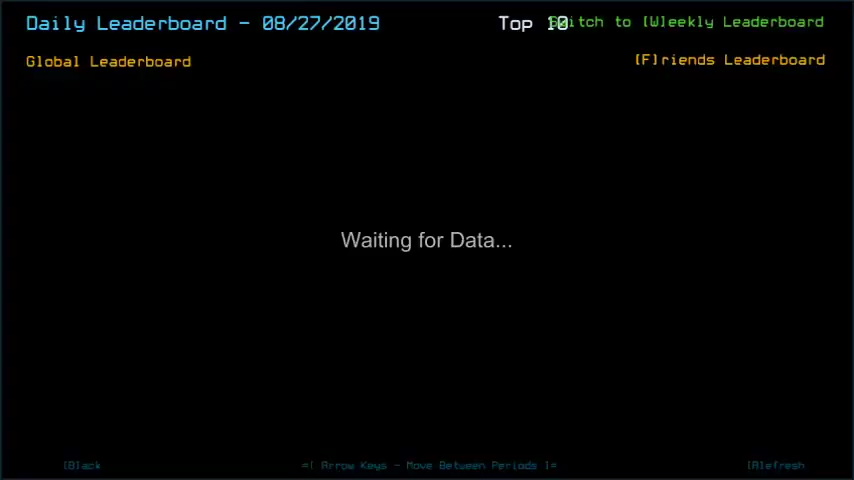 Daily Leaderboard - 08/27/2019
Top 10
Switch to [W]eekly Leaderboard
Global Leaderboard
[F]riends Leaderboard
Waiting for Data...
[B]ack
=[ Arrow Keys - Move Between Periods ]=
[R]efresh